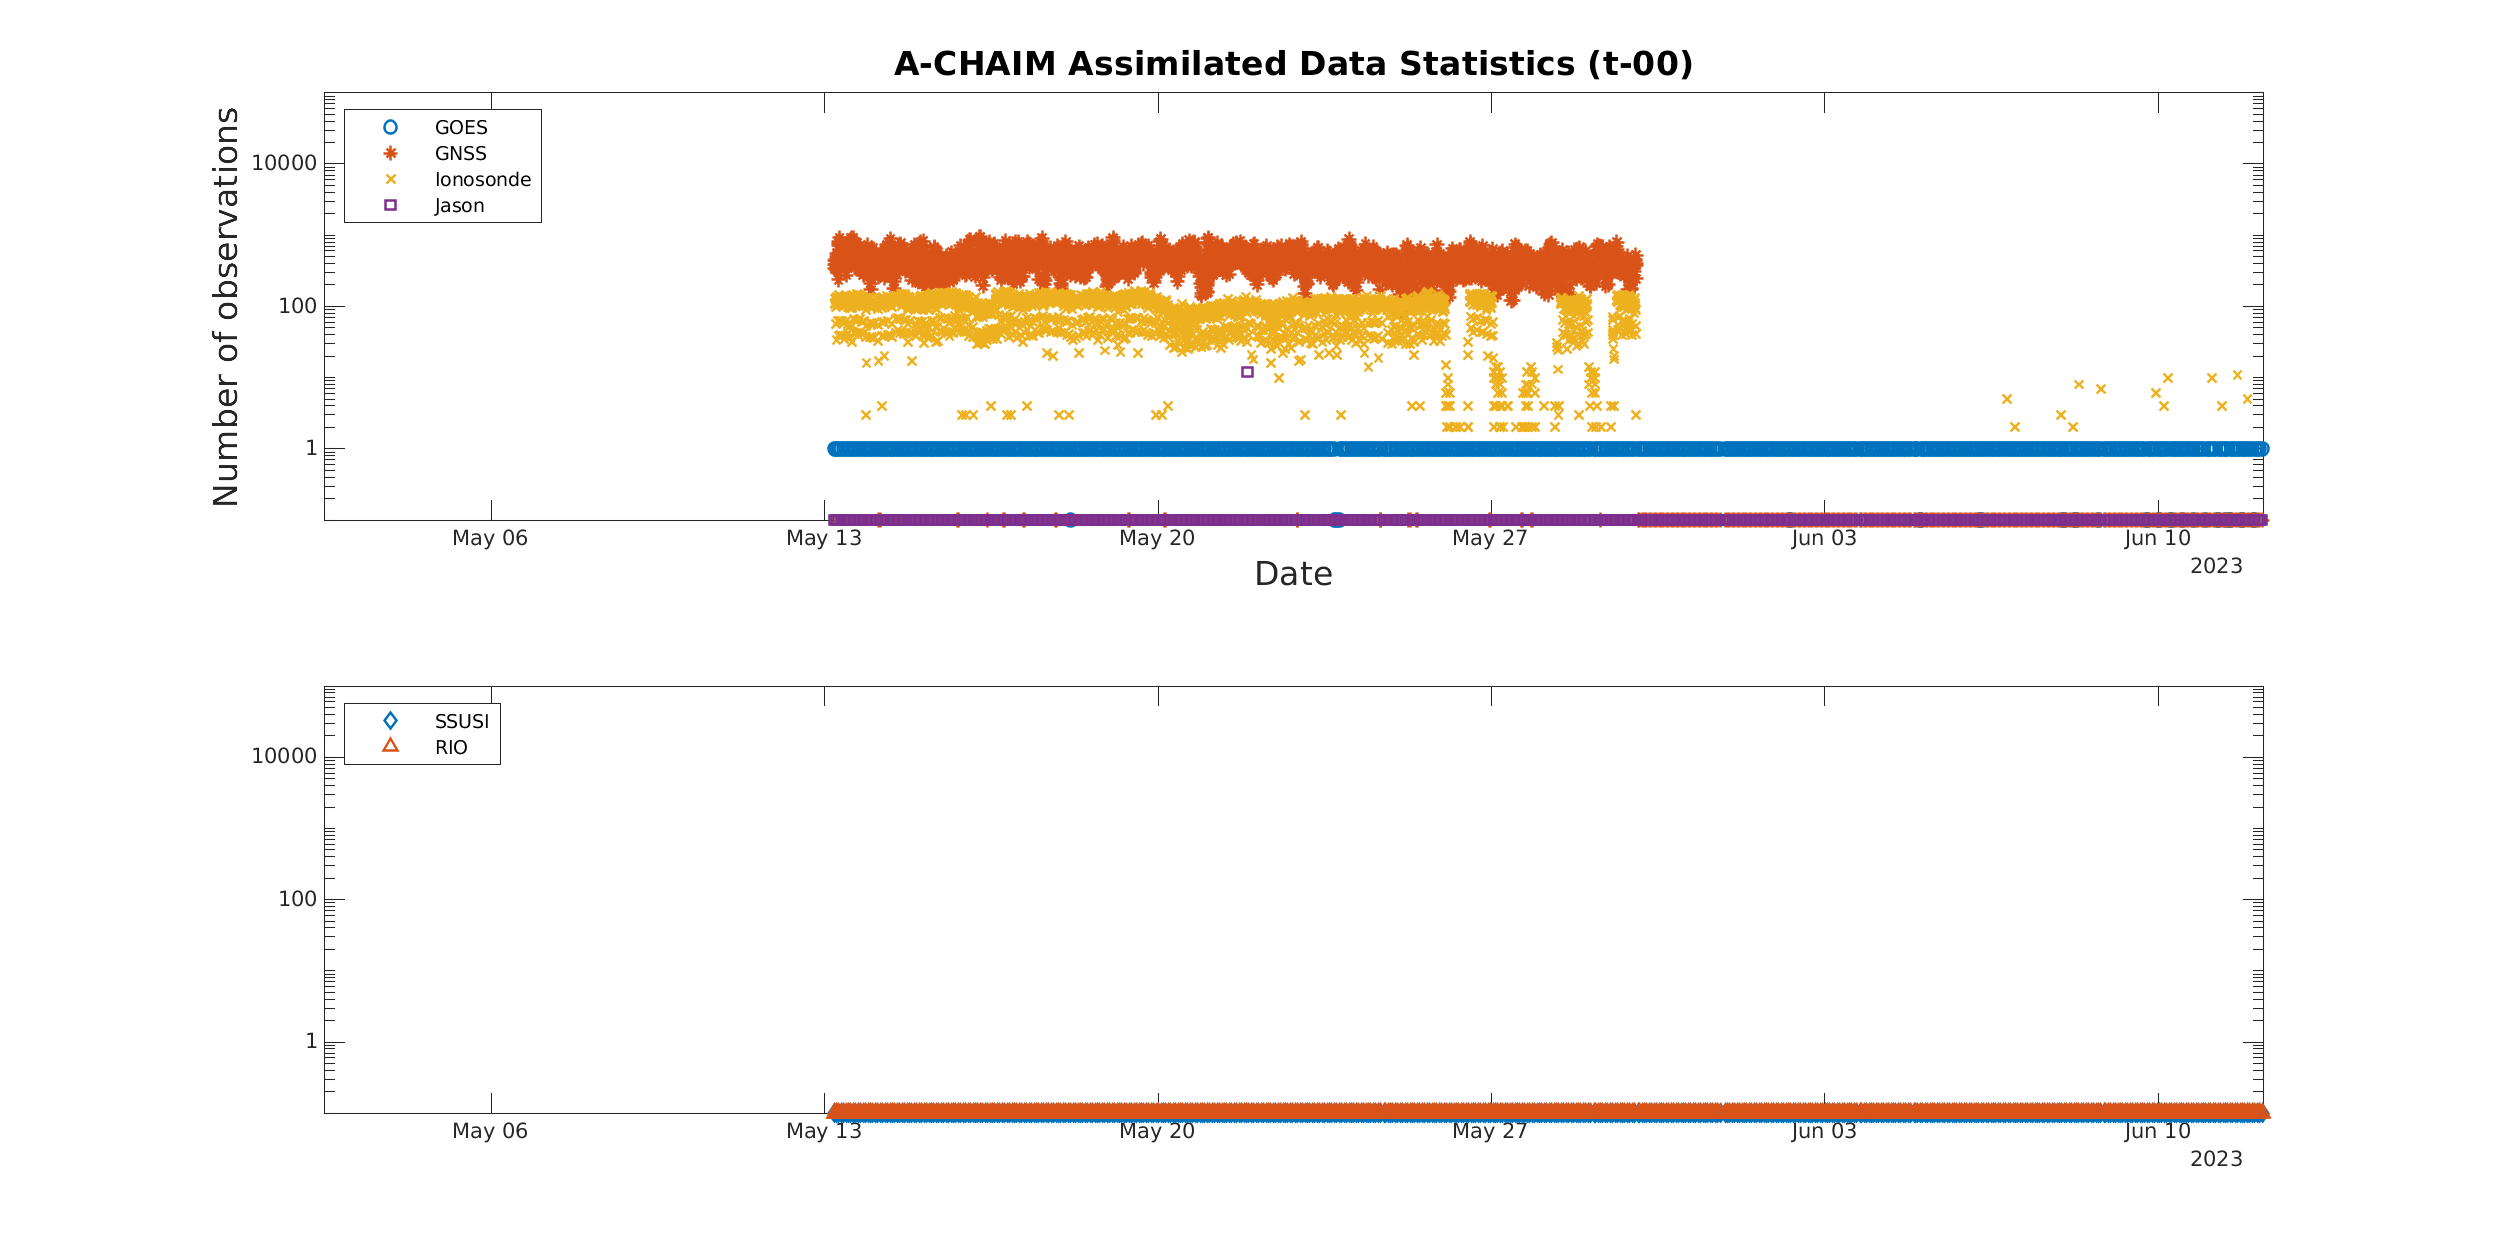 A-CHAIM Assimilated Data Statistics (t-00)
Number of observations
GOES
GNSS
Ionosonde
Jason
10000
100
1
May 06
May 13
May 20
May 27
Jun 03
Jun 10
2023
Date
SSUSI
RIO
10000
100
1
May 06
May 13
May 20
May 27
Jun 03
Jun 10
2023